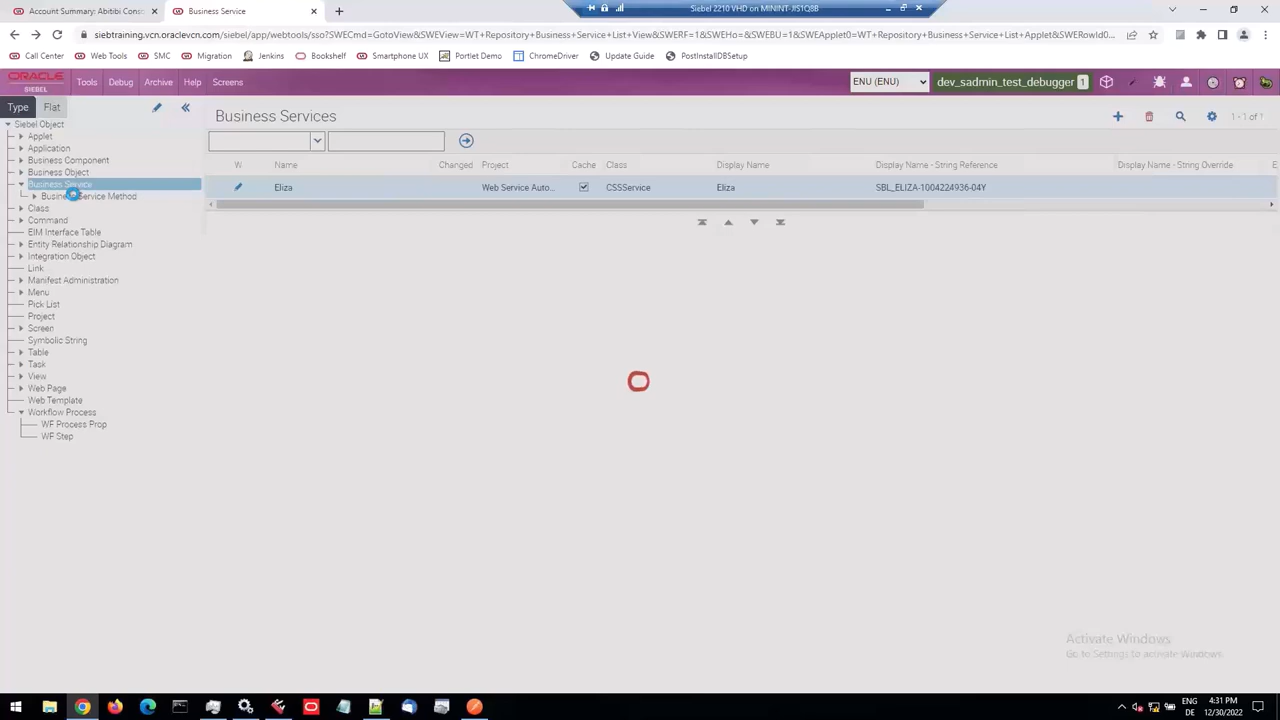 Account Summary: Abitibi Cons
Business Service
Siebel 2210 VHD on MININT-JIS1Q8B
siebtraining.vcn.oraclevcn.com/siebel/app/webtools/sso?SWECmd=GotoView&SWEView=WT+Repository+Business+Service+List+View&SWERF=1&SWEHo=&SWEBU=1&SWEApplet0=WT+Repository+Business+Service+List+Applet&SWERowId0...
Call Center Web Tools SMC Migration Jenkins Bookshelf Smartphone UX Portlet Demo ChromeDriver Update Guide PostInstallDBSetup
ORACLE
SIEBEL
Tools Debug Archive Help Screens
ENU (ENU)
dev_sadmin_test_debugger 1
Type Flat
Siebel Object
Applet
Application
Business Component
Business Object
Business Service
Business Service Method
Class
Command
EIM Interface Table
Entity Relationship Diagram
Integration Object
Link
Manifest Administration
Menu
Pick List
Project
Screen
Symbolic String
Table
Task
View
Web Page
Web Template
Workflow Process
WF Process Prop
WF Step
Business Services
1 - 1 of 1
W Name Changed Project Cache Class Display Name Display Name - String Reference Display Name - String Override E
Eliza Web Service Auto... CSSService Eliza SBL_ELIZA-1004224936-04Y
Activate Windows
Go to Settings to activate Windows.
ENG 4:31 PM
DE 12/30/2022